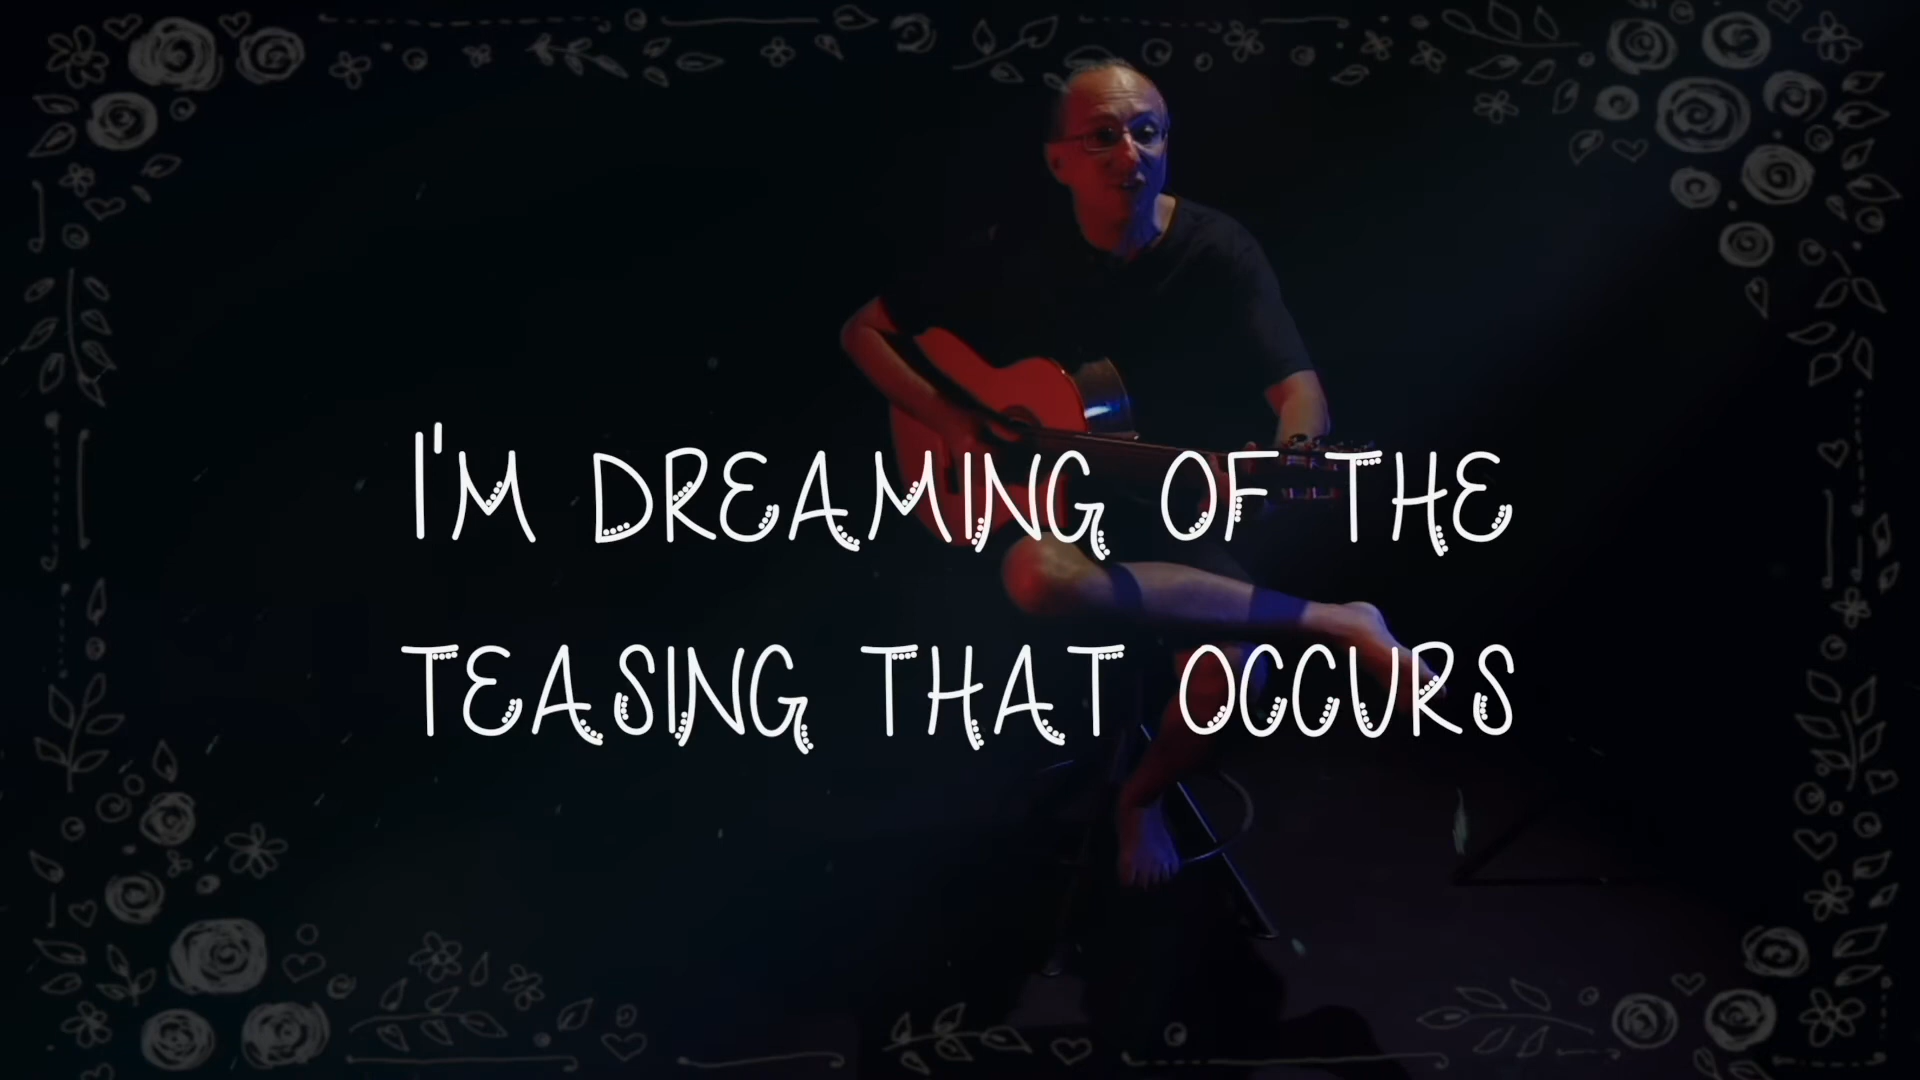 I'M DREAMING OF THE
TEASING THAT OCCURS